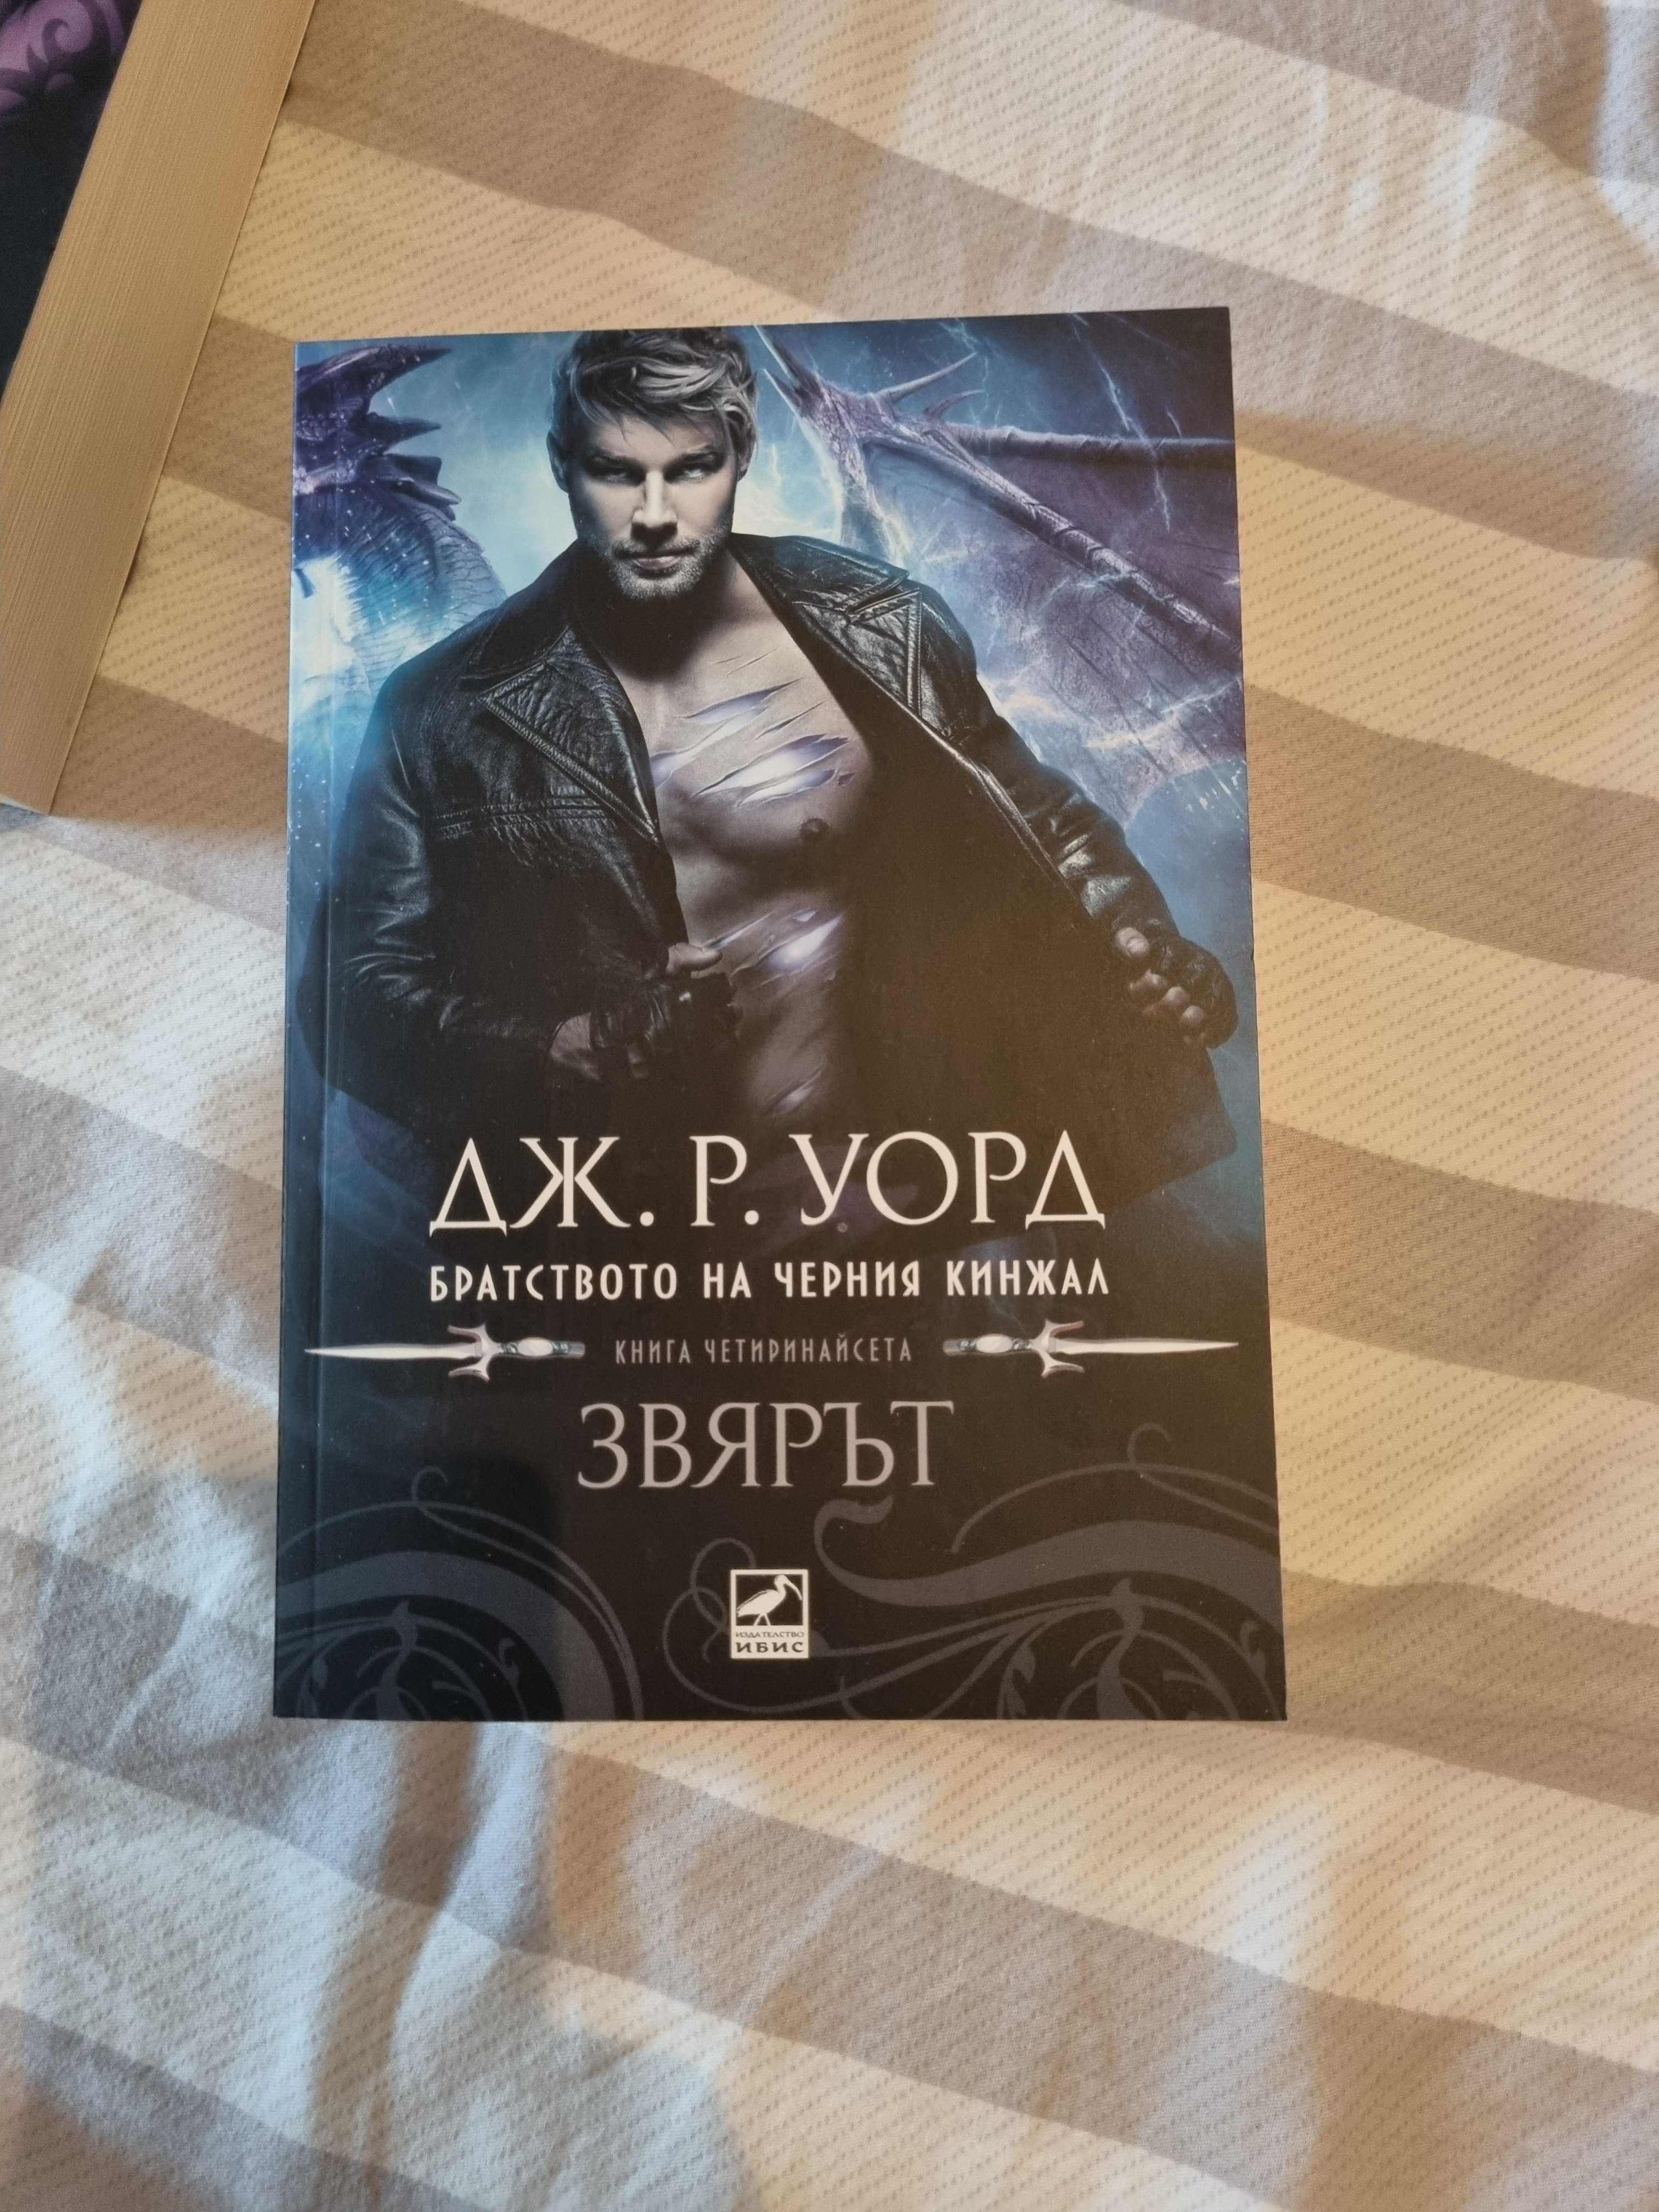 ДЖ. Р. УОРД
БРАТСТВОТО НА ЧЕРНИЯ КИНЖАЛ
КНИГА ЧЕТИРИНАЙСЕТА
ЗВЯРЪТ
ИЗДАТЕЛСТВО
ИБИС